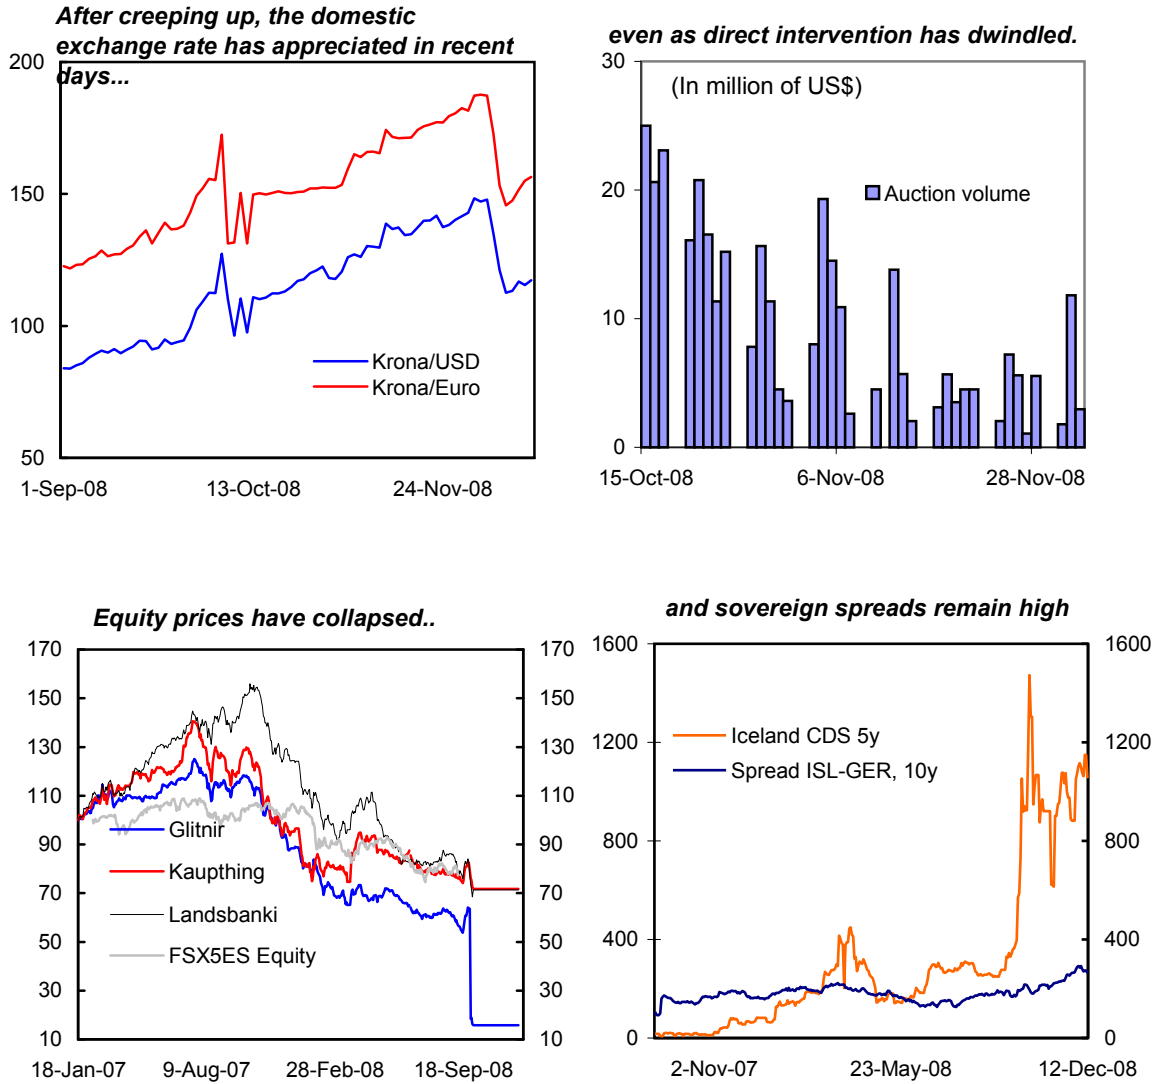 After creeping up, the domestic
exchange rate has appreciated in recent
days...
200
150
100
50
Krona/USD
Krona/Euro
1-Sep-08 13-Oct-08 24-Nov-08
even as direct intervention has dwindled.
30
(In million of US$)
20
Auction volume
10
0
15-Oct-08 6-Nov-08 28-Nov-08
Equity prices have collapsed..
170 170
150 150
130 130
110 110
90 90
70 70
50 50
30 30
10 10
Glitnir
Kaupthing
Landsbanki
FSX5ES Equity
18-Jan-07 9-Aug-07 28-Feb-08 18-Sep-08
and sovereign spreads remain high
1600 1600
1200 1200
800 800
400 400
0 0
Iceland CDS 5y
Spread ISL-GER, 10y
2-Nov-07 23-May-08 12-Dec-08